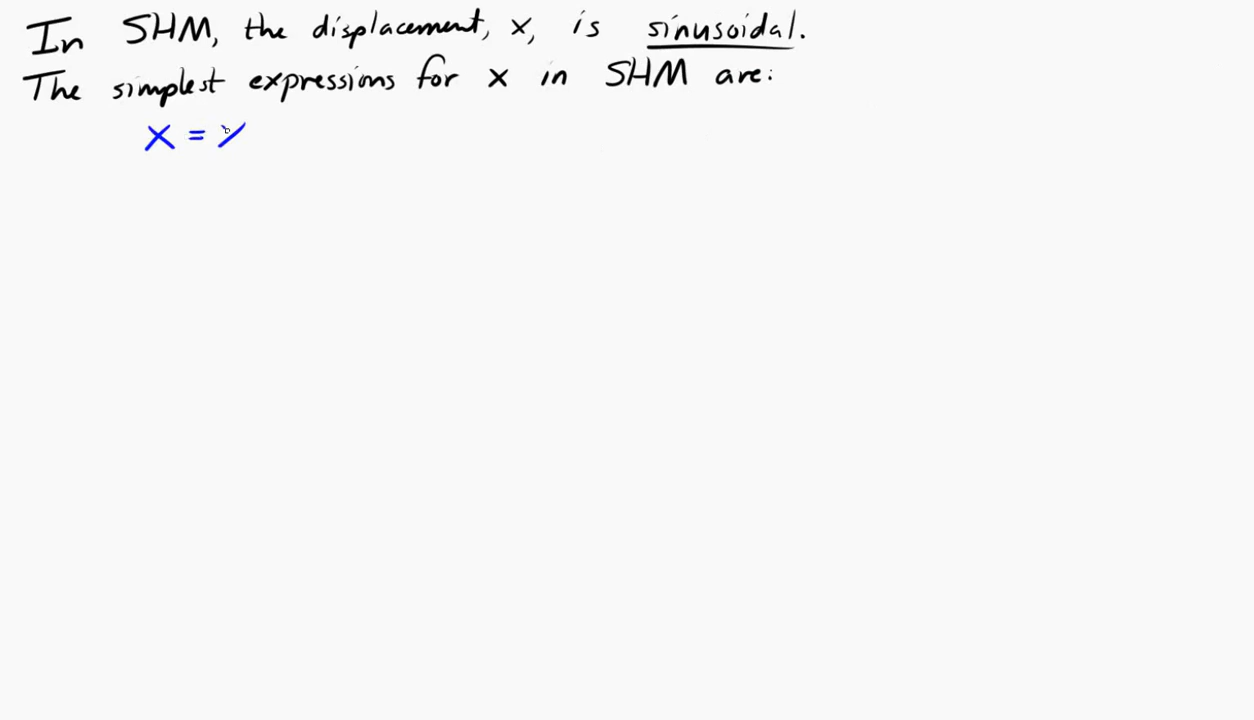 In SHM, the displacement, x, is sinusoidal.
The simplest expressions for x in SHM are:
x =